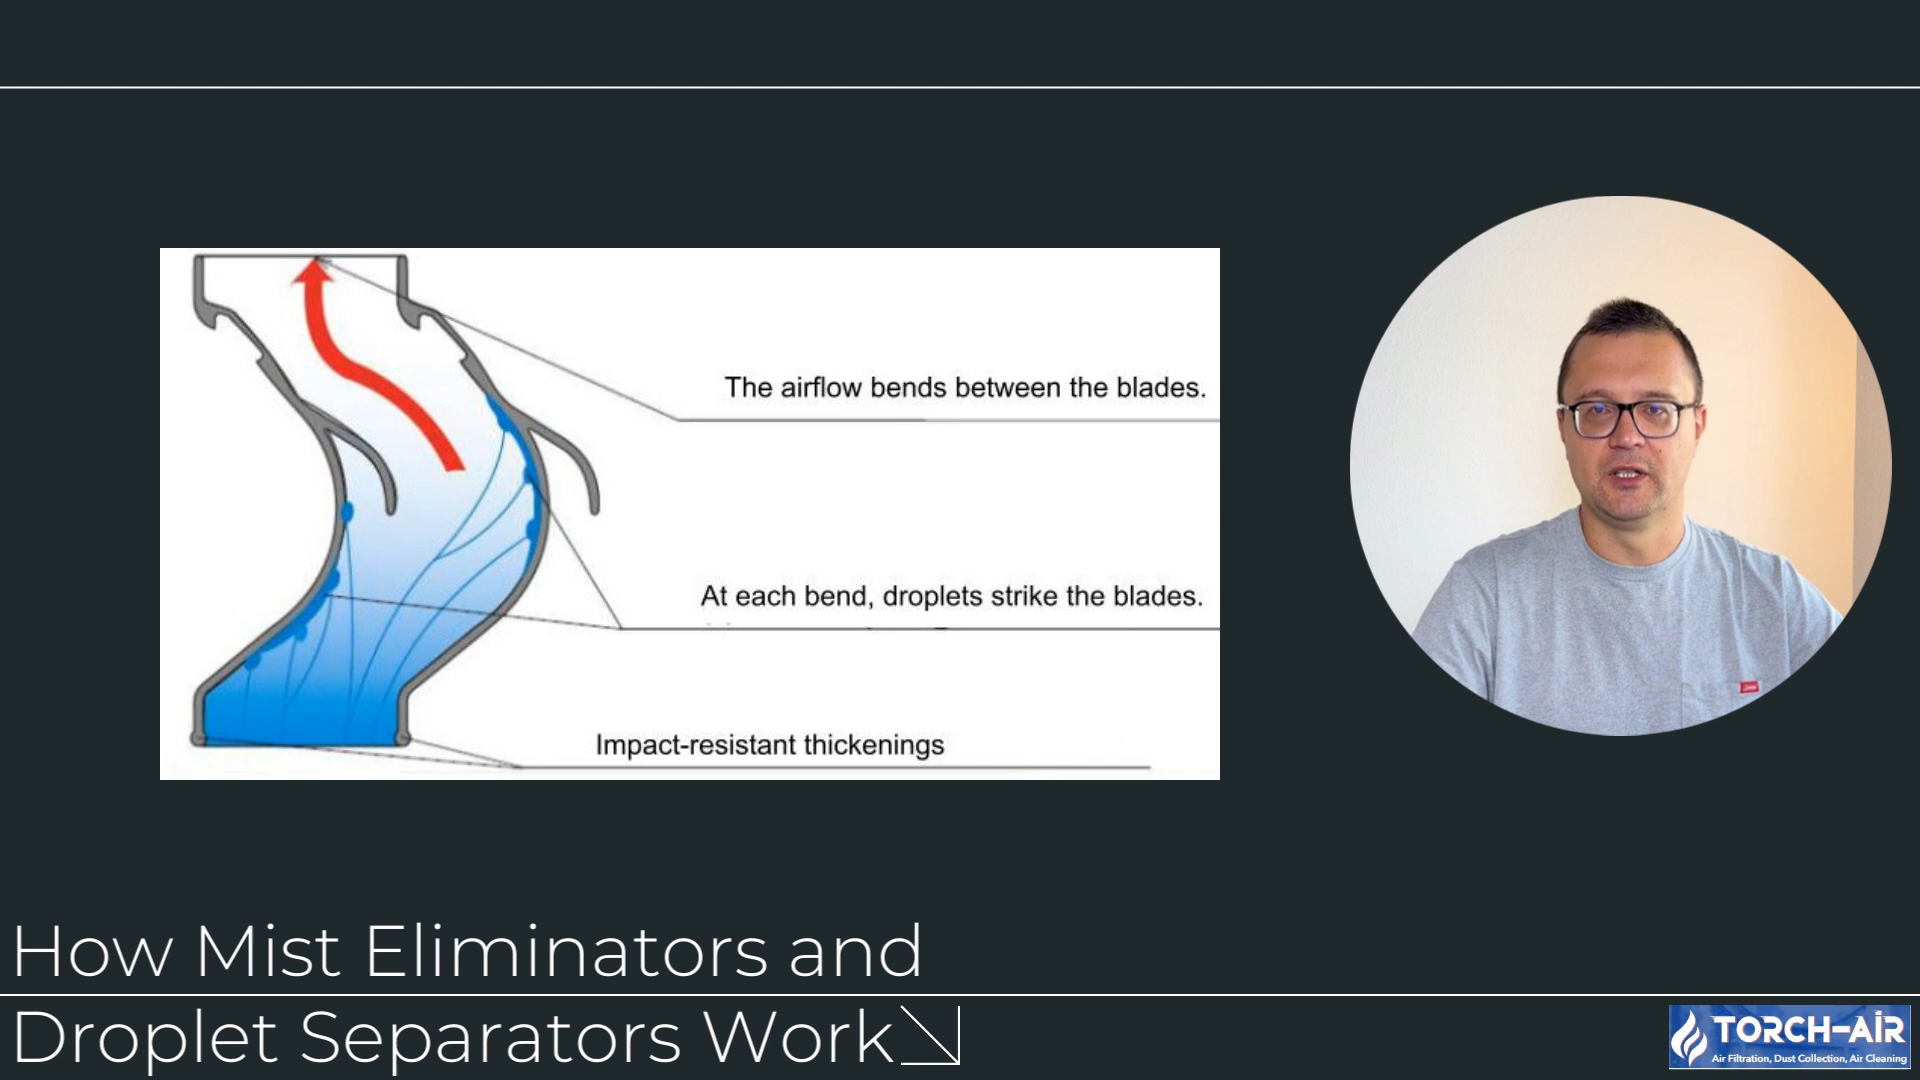 The airflow bends between the blades.
At each bend, droplets strike the blades.
Impact-resistant thickenings
How Mist Eliminators and
Droplet Separators Work
TORCH-AIR
Air Filtration, Dust Collection, Air Cleaning